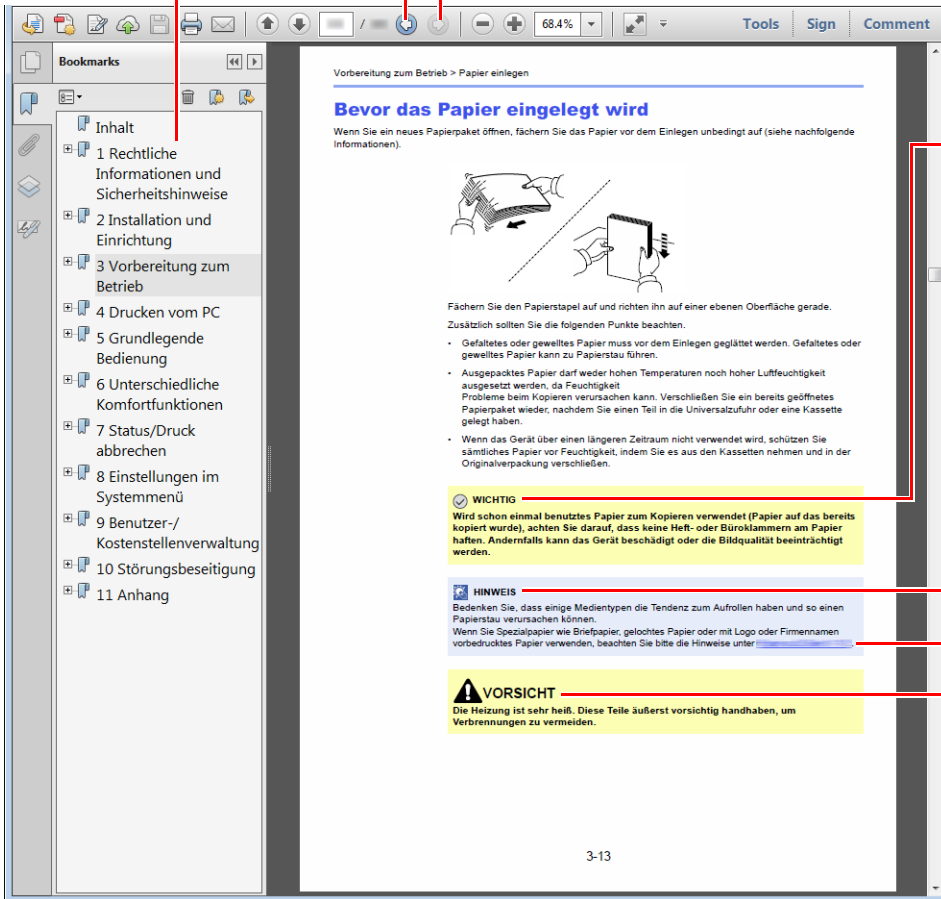 / 68.4% Tools Sign Comment
Bookmarks
Inhalt
1 Rechtliche
Informationen und
Sicherheitshinweise
2 Installation und
Einrichtung
3 Vorbereitung zum
Betrieb
4 Drucken vom PC
5 Grundlegende
Bedienung
6 Unterschiedliche
Komfortfunktionen
7 Status/Druck
abbrechen
8 Einstellungen im
Systemmenü
9 Benutzer-/
Kostenstellenverwaltung
10 Störungsbeseitigung
11 Anhang
Vorbereitung zum Betrieb > Papier einlegen
Bevor das Papier eingelegt wird
Wenn Sie ein neues Papierpaket öffnen, fächern Sie das Papier vor dem Einlegen unbedingt auf (siehe nachfolgende
Informationen).
Fächern Sie den Papierstapel auf und richten ihn auf einer ebenen Oberfläche gerade.
Zusätzlich sollten Sie die folgenden Punkte beachten.
• Gefaltetes oder gewelltes Papier muss vor dem Einlegen geglättet werden. Gefaltetes oder
gewelltes Papier kann zu Papierstau führen.
• Ausgepacktes Papier darf weder hohen Temperaturen noch hoher Luftfeuchtigkeit
ausgesetzt werden, da Feuchtigkeit
Probleme beim Kopieren verursachen kann. Verschließen Sie ein bereits geöffnetes
Papierpaket wieder, nachdem Sie einen Teil in die Universalzufuhr oder eine Kassette
gelegt haben.
• Wenn das Gerät über einen längeren Zeitraum nicht verwendet wird, schützen Sie
sämtliches Papier vor Feuchtigkeit, indem Sie es aus den Kassetten nehmen und in der
Originalverpackung verschließen.
WICHTIG
Wird schon einmal benutztes Papier zum Kopieren verwendet (Papier auf das bereits
kopiert wurde), achten Sie darauf, dass keine Heft- oder Büroklammern am Papier
haften. Andernfalls kann das Gerät beschädigt oder die Bildqualität beeinträchtigt
werden.
HINWEIS
Bedenken Sie, dass einige Medientypen die Tendenz zum Aufrollen haben und so einen
Papierstau verursachen können.
Wenn Sie Spezialpapier wie Briefpapier, gelochtes Papier oder mit Logo oder Firmennamen
vorbedrucktes Papier verwenden, beachten Sie bitte die Hinweise unter
VORSICHT
Die Heizung ist sehr heiß. Diese Teile äußerst vorsichtig handhaben, um
Verbrennungen zu vermeiden.
3-13